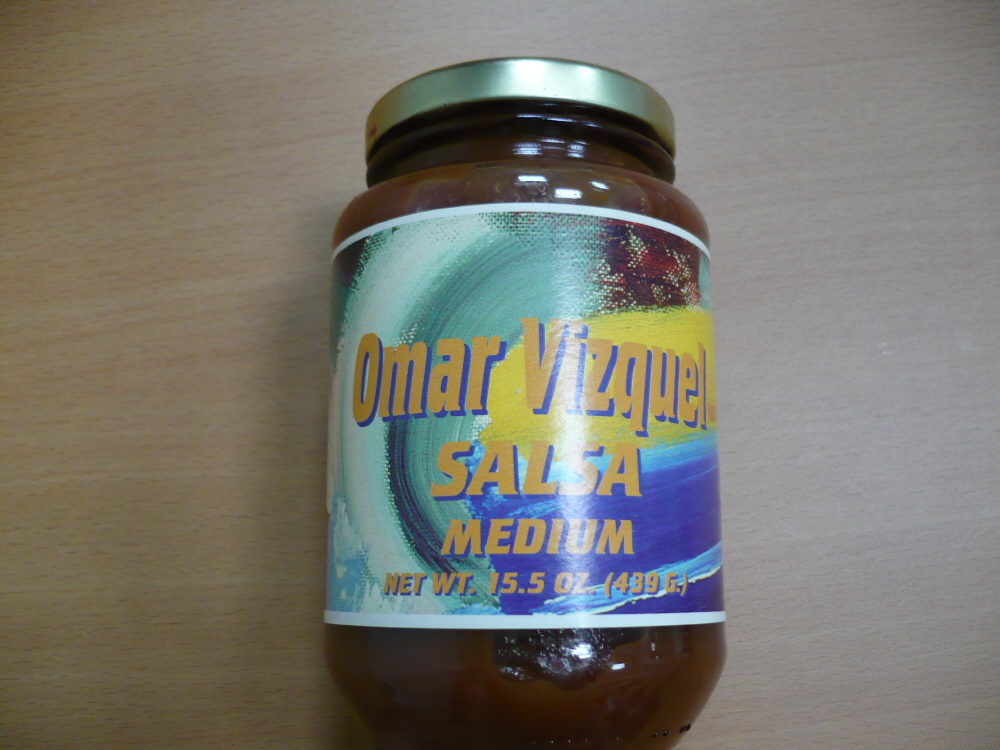 Omar Vizquel
SALSA
MEDIUM
NET WT. 15.5 OZ. (439 G.)